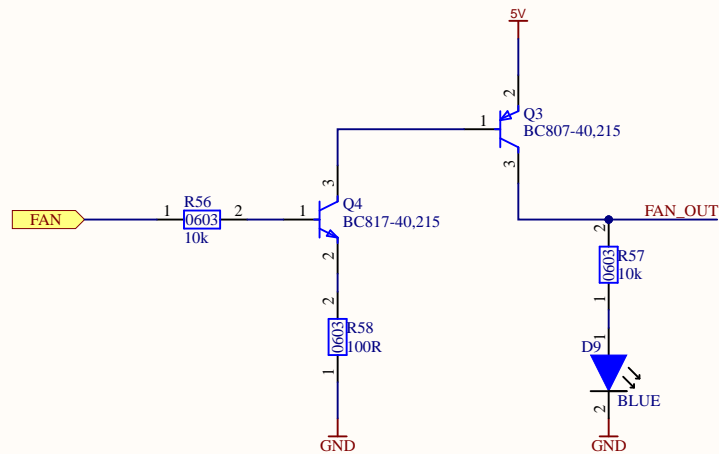 5V
2
Q3
1
BC807-40,215
3
3
R56
Q4
FAN
1
0603
2
1
BC817-40,215
FAN_OUT
10k
2
2
R57
0603
10k
1
2
R58
0603
100R
1
1
D9
BLUE
2
GND
GND